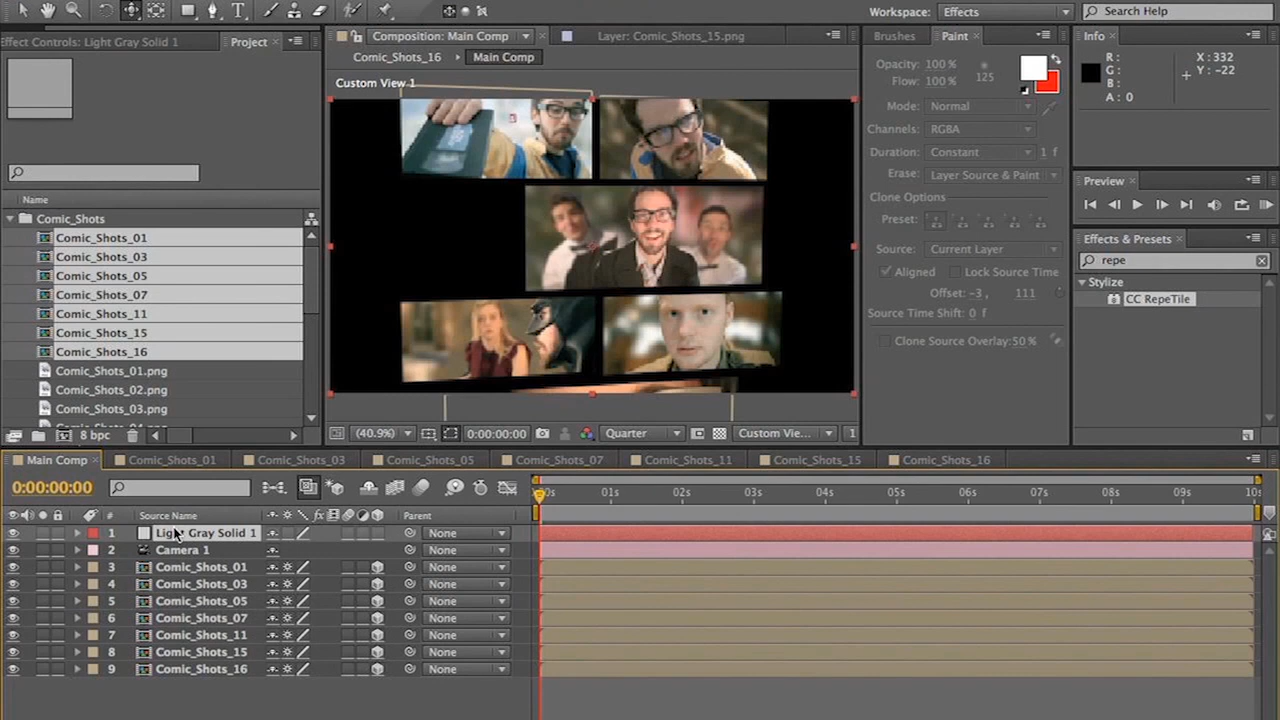 Workspace: Effects
Search Help
Effect Controls: Light Gray Solid 1
Project
Composition: Main Comp
Layer: Comic_Shots_15.png
Brushes
Paint
Info
Comic_Shots_16
Main Comp
Opacity: 100 %
Flow: 100 %
125
R:
G:
B:
A: 0
X: 332
Y: -22
Custom View 1
Mode: Normal
Channels: RGBA
Duration: Constant
1 f
Erase: Layer Source & Paint
Clone Options
Preset:
Source: Current Layer
Aligned
Lock Source Time
Offset: -3 , 111
Source Time Shift: 0 f
Clone Source Overlay: 50 %
Preview
Effects & Presets
repe
Stylize
CC RepeTile
Name
Comic_Shots
Comic_Shots_01
Comic_Shots_03
Comic_Shots_05
Comic_Shots_07
Comic_Shots_11
Comic_Shots_15
Comic_Shots_16
Comic_Shots_01.png
Comic_Shots_02.png
Comic_Shots_03.png
8 bpc
(40.9%)
0:00:00:00
Quarter
Custom Vie...
1
Main Comp
Comic_Shots_01
Comic_Shots_03
Comic_Shots_05
Comic_Shots_07
Comic_Shots_11
Comic_Shots_15
Comic_Shots_16
0:00:00:00
01s
02s
03s
04s
05s
06s
07s
08s
09s
10s
#
Source Name
fx
Parent
1 Light Gray Solid 1 None
2 Camera 1 None
3 Comic_Shots_01 None
4 Comic_Shots_03 None
5 Comic_Shots_05 None
6 Comic_Shots_07 None
7 Comic_Shots_11 None
8 Comic_Shots_15 None
9 Comic_Shots_16 None